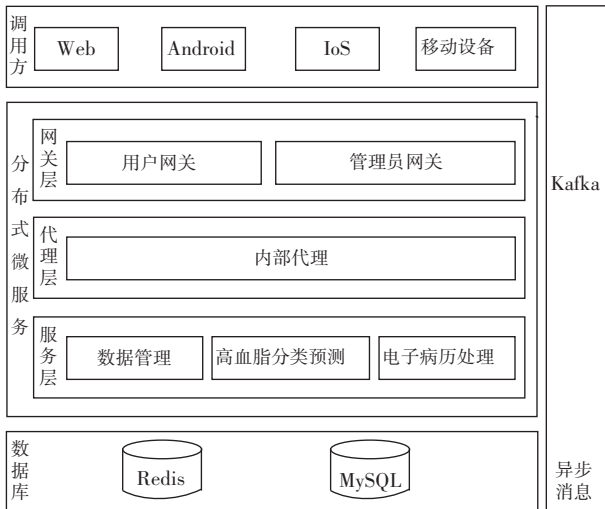 调用方
Web
Android
IoS
移动设备
分布式微服务
网关层
用户网关
管理员网关
代理层
内部代理
服务层
数据管理
高血脂分类预测
电子病历处理
数据库
Redis
MySQL
Kafka
异步
消息